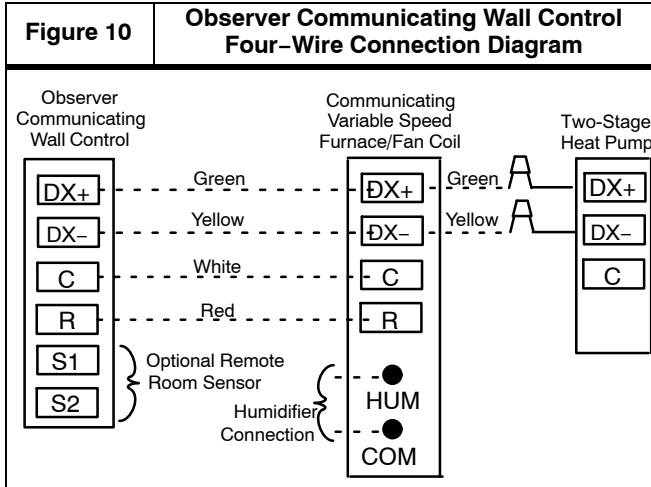 Figure 10
Observer Communicating Wall Control
Four−Wire Connection Diagram
Observer
Communicating
Wall Control
Communicating
Variable Speed
Furnace/Fan Coil
Two-Stage
Heat Pump
DX+
Green
DX+
Green
DX+
DX−
Yellow
DX−
Yellow
DX−
C
White
C
C
R
Red
R
S1
S2
Optional Remote
Room Sensor
Humidifier
Connection
HUM
COM